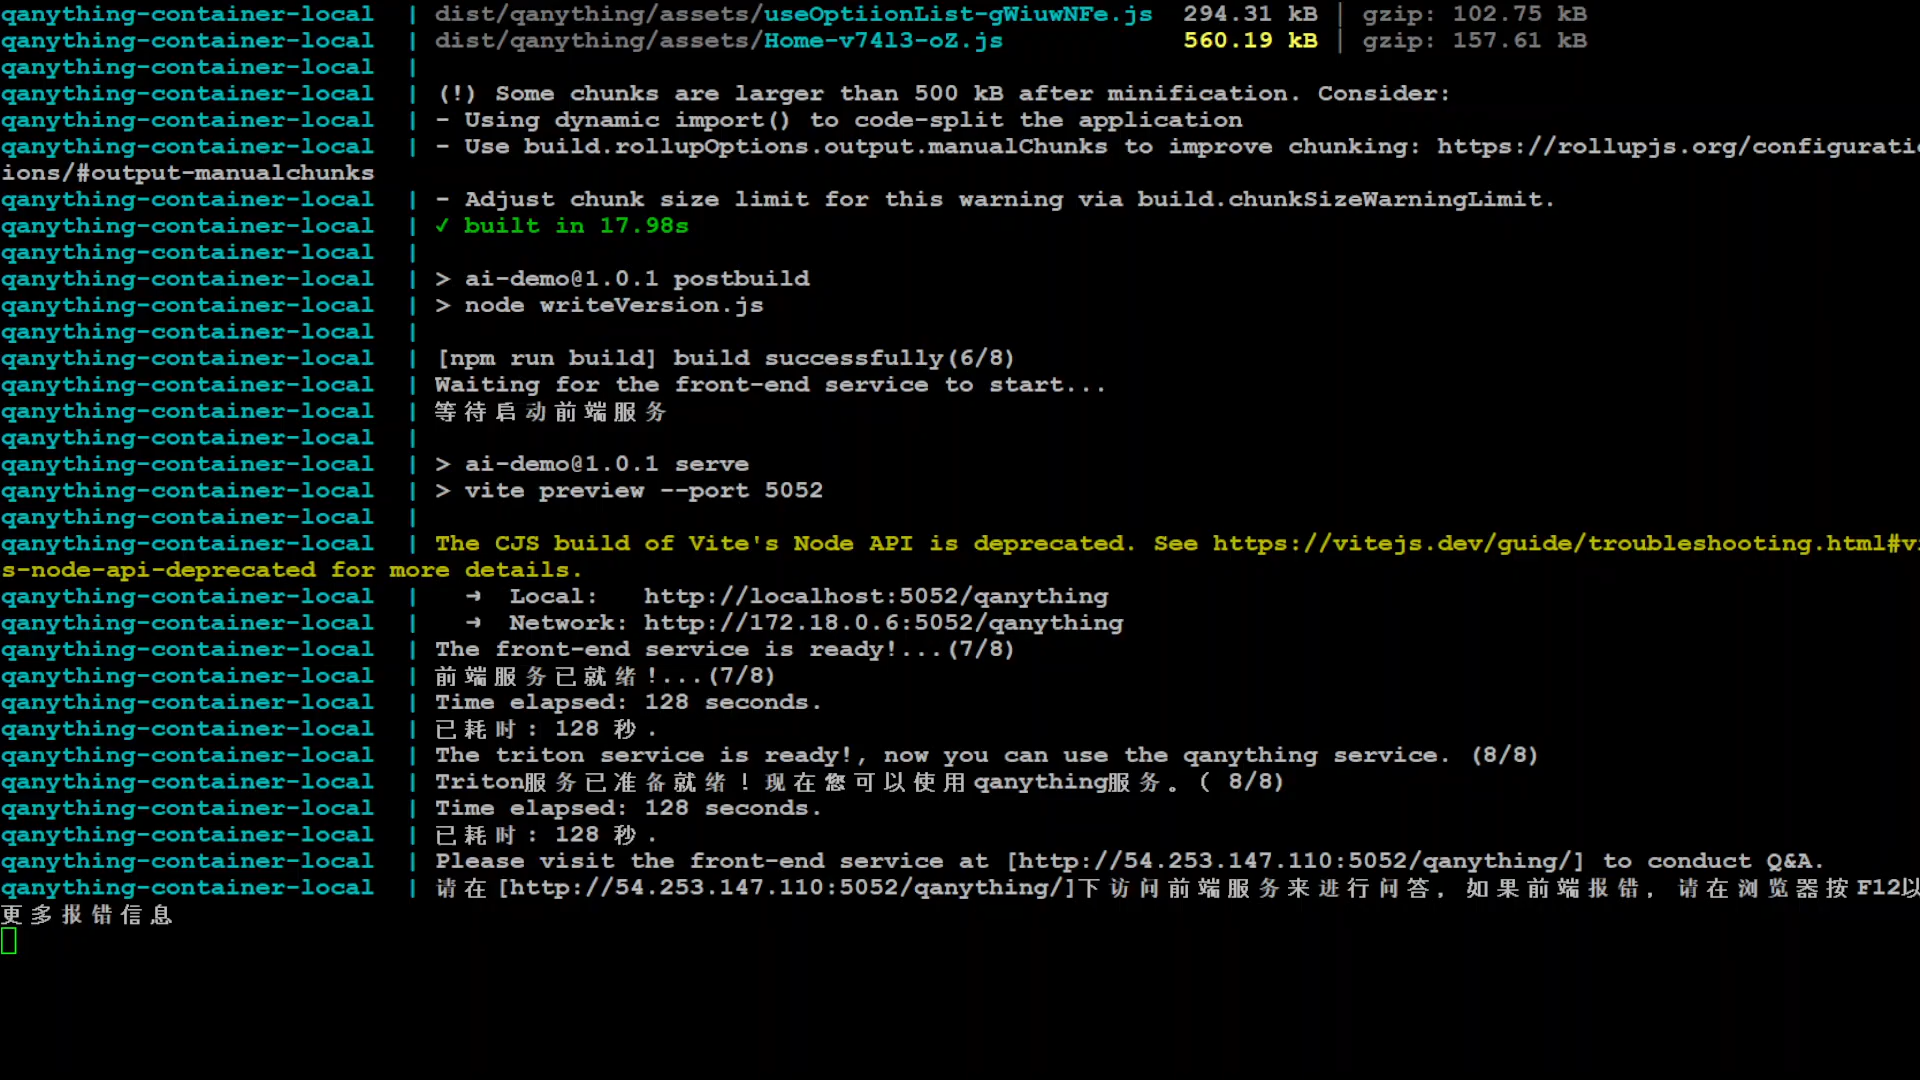 qanything-container-local | dist/qanything/assets/useOptiionList-gWiuwNFe.js 294.31 kB │ gzip: 102.75 kB
qanything-container-local | dist/qanything/assets/Home-v74l3-oZ.js 560.19 kB │ gzip: 157.61 kB
qanything-container-local |
qanything-container-local | (!) Some chunks are larger than 500 kB after minification. Consider:
qanything-container-local | - Using dynamic import() to code-split the application
qanything-container-local | - Use build.rollupOptions.output.manualChunks to improve chunking: https://rollupjs.org/configurati
ions/#output-manualchunks
qanything-container-local | - Adjust chunk size limit for this warning via build.chunkSizeWarningLimit.
qanything-container-local | ✓ built in 17.98s
qanything-container-local |
qanything-container-local | > ai-demo@1.0.1 postbuild
qanything-container-local | > node writeVersion.js
qanything-container-local |
qanything-container-local | [npm run build] build successfully(6/8)
qanything-container-local | Waiting for the front-end service to start...
qanything-container-local | 等待启动前端服务
qanything-container-local |
qanything-container-local | > ai-demo@1.0.1 serve
qanything-container-local | > vite preview --port 5052
qanything-container-local |
qanything-container-local | The CJS build of Vite's Node API is deprecated. See https://vitejs.dev/guide/troubleshooting.html#vi
s-node-api-deprecated for more details.
qanything-container-local | ➜ Local: http://localhost:5052/qanything
qanything-container-local | ➜ Network: http://172.18.0.6:5052/qanything
qanything-container-local | The front-end service is ready!...(7/8)
qanything-container-local | 前端服务已就绪!...(7/8)
qanything-container-local | Time elapsed: 128 seconds.
qanything-container-local | 已耗时: 128 秒.
qanything-container-local | The triton service is ready!, now you can use the qanything service. (8/8)
qanything-container-local | Triton服务已准备就绪！现在您可以使用qanything服务。( 8/8)
qanything-container-local | Time elapsed: 128 seconds.
qanything-container-local | 已耗时: 128 秒.
qanything-container-local | Please visit the front-end service at [http://54.253.147.110:5052/qanything/] to conduct Q&A.
qanything-container-local | 请在[http://54.253.147.110:5052/qanything/]下访问前端服务来进行问答，如果前端报错，请在浏览器按F12以
更多报错信息